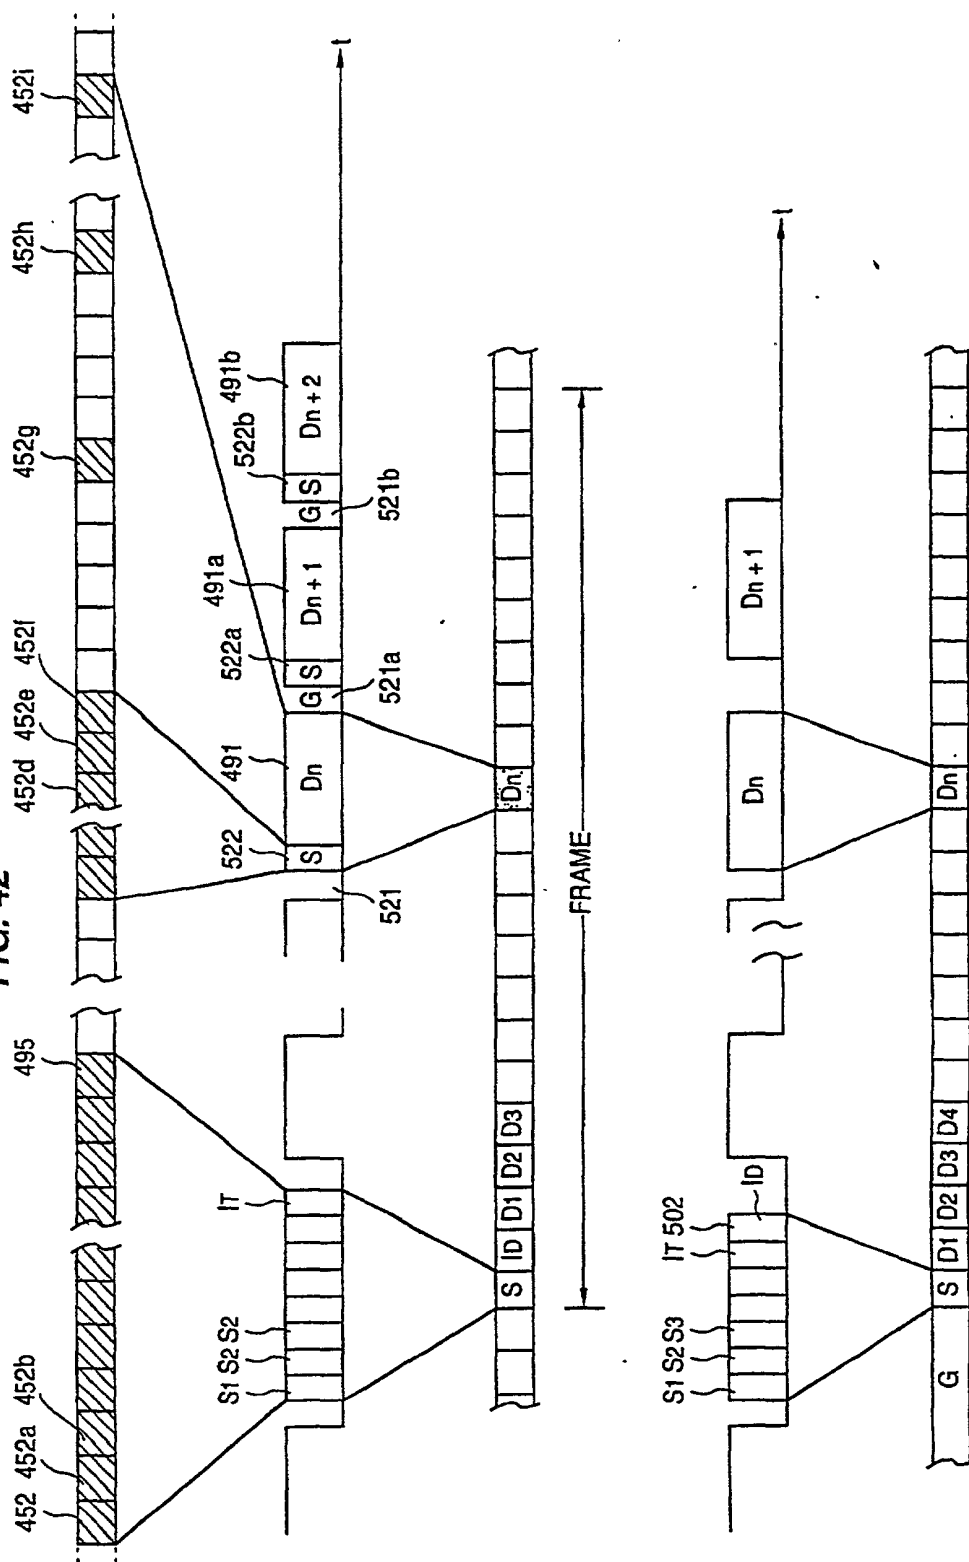 FIG. 42
452 452a 452b 495 452d 452e 452f 452g 452h 452i
S1 S2 S2 IT 521 522 S 491 Dn G 521a 522a S 491a Dn+1 G 521b 522b S 491b Dn+2 t
S ID D1 D2 D3 Dn
FRAME
S1 S2 S3 IT 502 ID Dn Dn+1 t
G S D1 D2 D3 D4 Dn